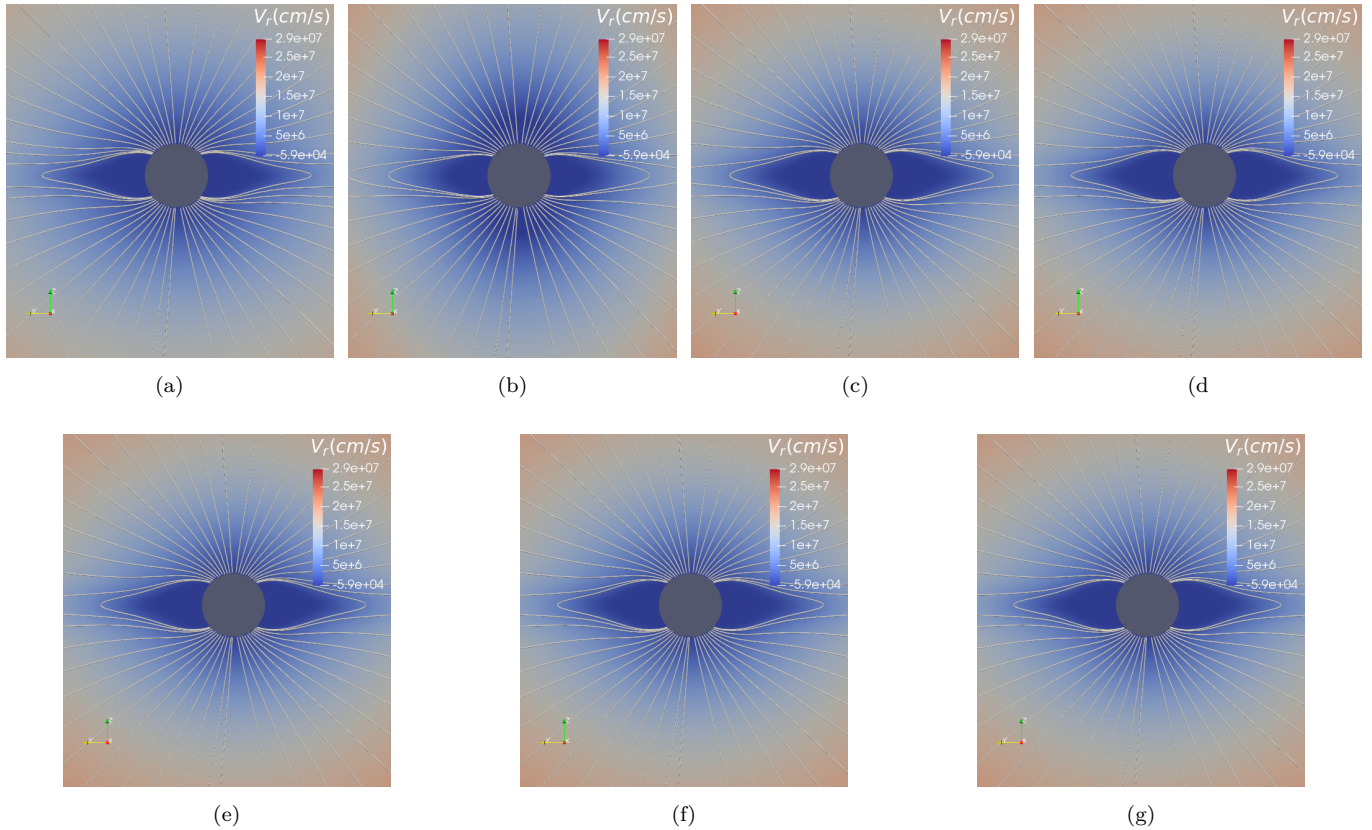 V_r(cm/s) V_r(cm/s) V_r(cm/s) V_r(cm/s)
2.9e+07 2.9e+07 2.9e+07 2.9e+07
2.5e+7 2.5e+7 2.5e+7 2.5e+7
2e+7 2e+7 2e+7 2e+7
1.5e+7 1.5e+7 1.5e+7 1.5e+7
1e+7 1e+7 1e+7 1e+7
5e+6 5e+6 5e+6 5e+6
-5.9e+04 -5.9e+04 -5.9e+04 -5.9e+04
Z Z Z Z
Y X Y X Y X Y X
(a) (b) (c) (d
V_r(cm/s) V_r(cm/s) V_r(cm/s)
2.9e+07 2.9e+07 2.9e+07
2.5e+7 2.5e+7 2.5e+7
2e+7 2e+7 2e+7
1.5e+7 1.5e+7 1.5e+7
1e+7 1e+7 1e+7
5e+6 5e+6 5e+6
-5.9e+04 -5.9e+04 -5.9e+04
Z Z Z
Y X Y X Y X
(e) (f) (g)